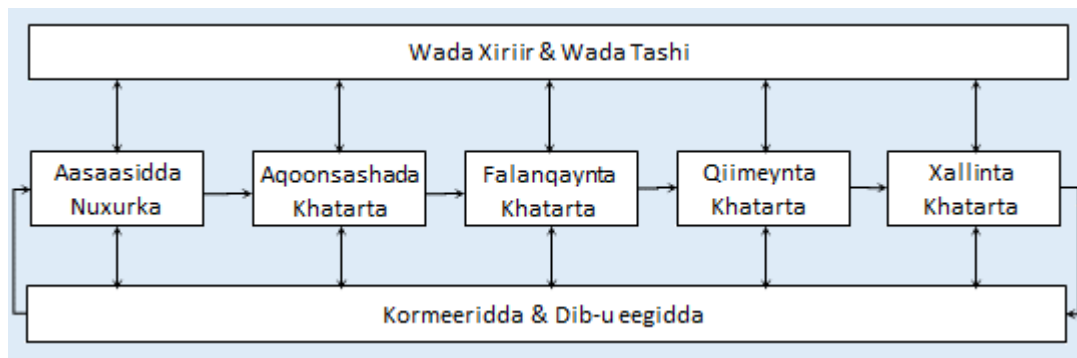 Wada Xiriir & Wada Tashi
Aasaasidda
Nuxurka
Aqoonsashada
Khatarta
Falanqaynta
Khatarta
Qiimeynta
Khatarta
Xallinta
Khatarta
Kormeeridda & Dib-u eegidda